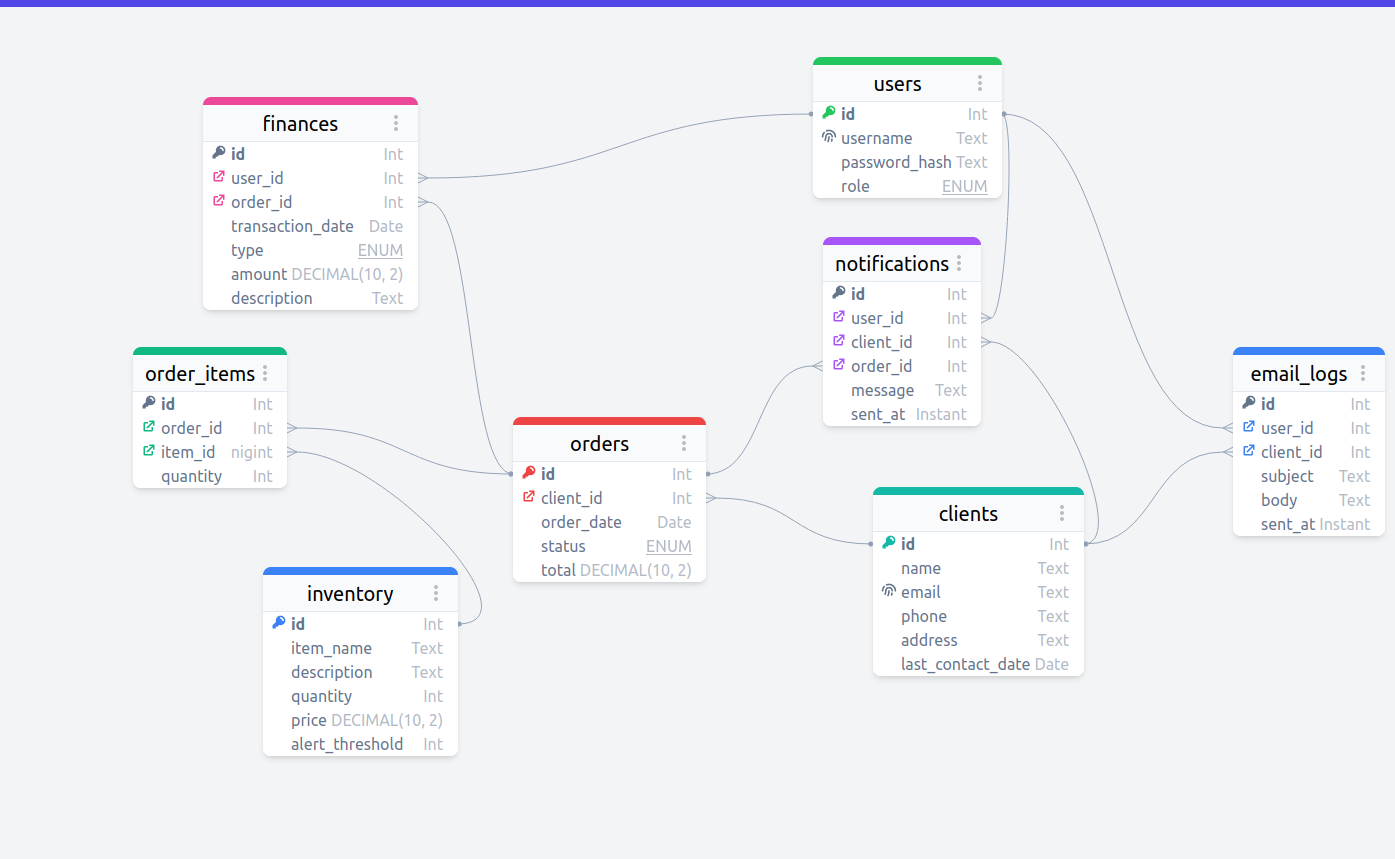 users
id Int
username Text
password_hash Text
role ENUM
finances
id Int
user_id Int
order_id Int
transaction_date Date
type ENUM
amount DECIMAL(10, 2)
description Text
notifications
id Int
user_id Int
client_id Int
order_id Int
message Text
sent_at Instant
order_items
id Int
order_id Int
item_id nigint
quantity Int
email_logs
id Int
user_id Int
client_id Int
subject Text
body Text
sent_at Instant
orders
id Int
client_id Int
order_date Date
status ENUM
total DECIMAL(10, 2)
clients
id Int
name Text
email Text
phone Text
address Text
last_contact_date Date
inventory
id Int
item_name Text
description Text
quantity Int
price DECIMAL(10, 2)
alert_threshold Int